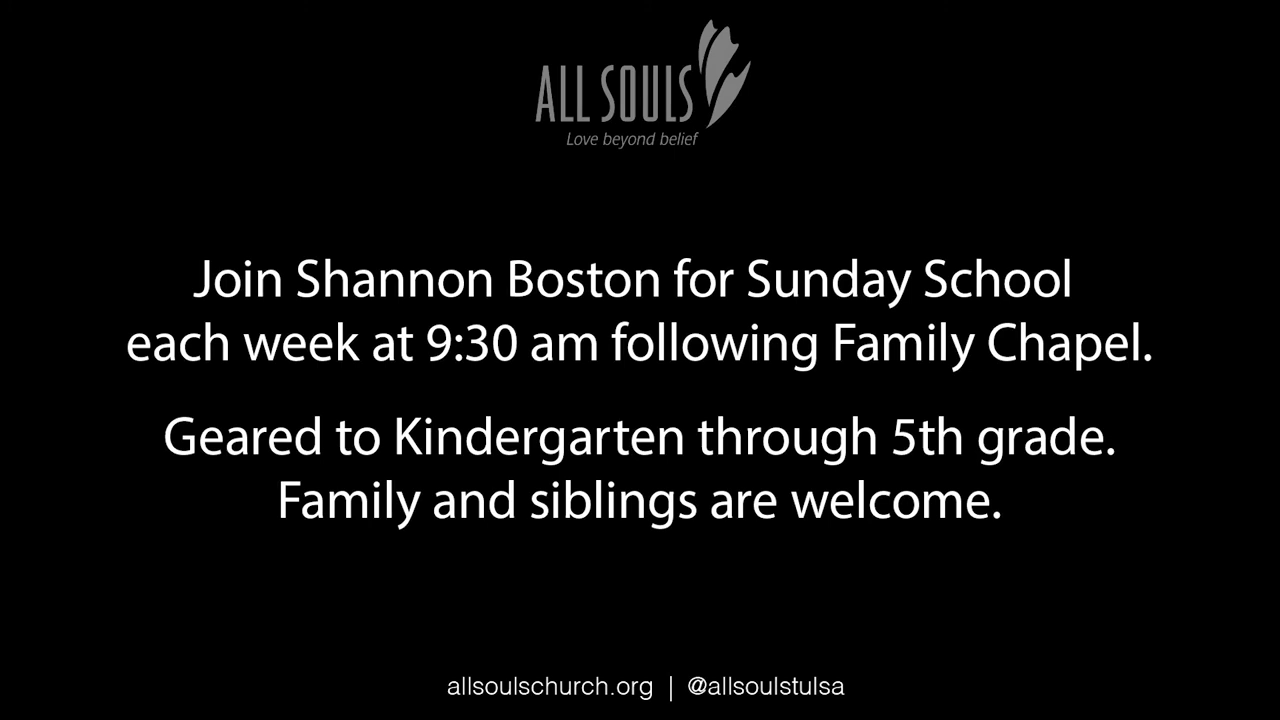 ALL SOULS
Love beyond belief
Join Shannon Boston for Sunday School
each week at 9:30 am following Family Chapel.
Geared to Kindergarten through 5th grade.
Family and siblings are welcome.
allsoulschurch.org | @allsoulstulsa